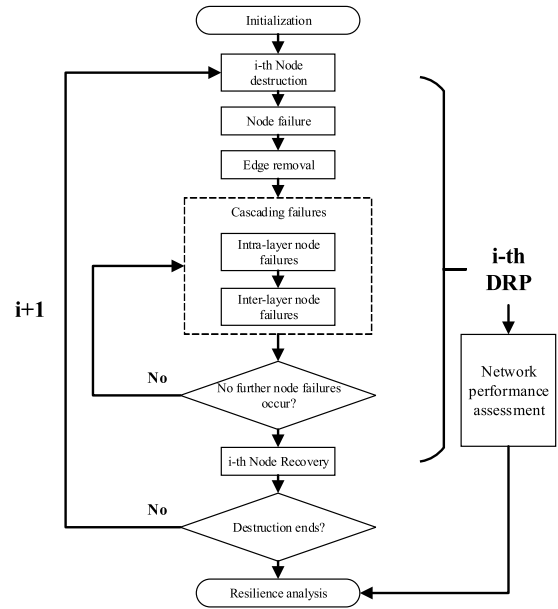 Initialization
i-th Node
destruction
Node failure
Edge removal
Cascading failures
Intra-layer node
failures
Inter-layer node
failures
No further node failures
occur?
No
i-th Node Recovery
Destruction ends?
No
Resilience analysis
i+1
i-th
DRP
Network
performance
assessment